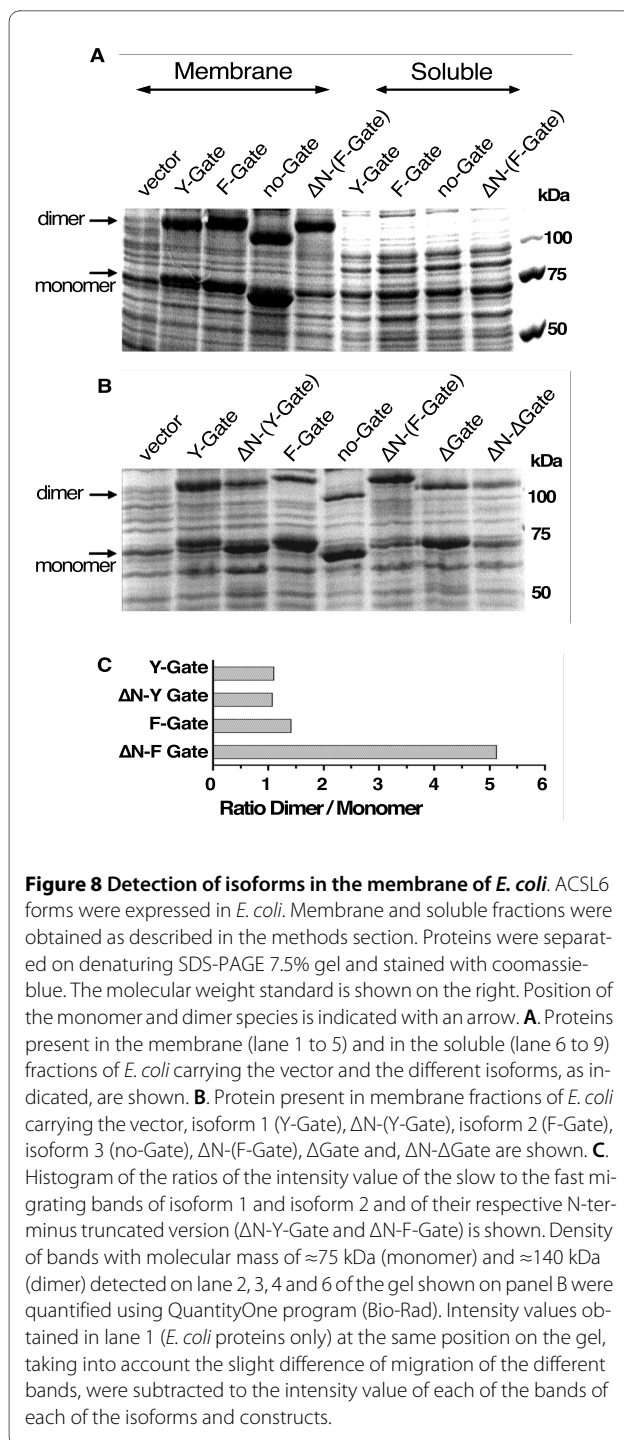 A
Membrane Soluble
vector Y-Gate F-Gate no-Gate ΔN-(F-Gate) Y-Gate F-Gate no-Gate ΔN-(F-Gate)
kDa
dimer
100
75
monomer
50
B
vector Y-Gate ΔN-(Y-Gate) F-Gate no-Gate ΔN-(F-Gate) ΔGate ΔN-ΔGate
kDa
dimer
100
75
monomer
50
C
Y-Gate
ΔN-Y Gate
F-Gate
ΔN-F Gate
0 1 2 3 4 5 6
Ratio Dimer / Monomer
Figure 8 Detection of isoforms in the membrane of E. coli. ACSL6
forms were expressed in E. coli. Membrane and soluble fractions were
obtained as described in the methods section. Proteins were separat-
ed on denaturing SDS-PAGE 7.5% gel and stained with coomassie-
blue. The molecular weight standard is shown on the right. Position of
the monomer and dimer species is indicated with an arrow. A. Proteins
present in the membrane (lane 1 to 5) and in the soluble (lane 6 to 9)
fractions of E. coli carrying the vector and the different isoforms, as in-
dicated, are shown. B. Protein present in membrane fractions of E. coli
carrying the vector, isoform 1 (Y-Gate), ΔN-(Y-Gate), isoform 2 (F-Gate),
isoform 3 (no-Gate), ΔN-(F-Gate), ΔGate and, ΔN-ΔGate are shown. C.
Histogram of the ratios of the intensity value of the slow to the fast mi-
grating bands of isoform 1 and isoform 2 and of their respective N-ter-
minus truncated version (ΔN-Y-Gate and ΔN-F-Gate) is shown. Density
of bands with molecular mass of ≈75 kDa (monomer) and ≈140 kDa
(dimer) detected on lane 2, 3, 4 and 6 of the gel shown on panel B were
quantified using QuantityOne program (Bio-Rad). Intensity values ob-
tained in lane 1 (E. coli proteins only) at the same position on the gel,
taking into account the slight difference of migration of the different
bands, were subtracted to the intensity value of each of the bands of
each of the isoforms and constructs.